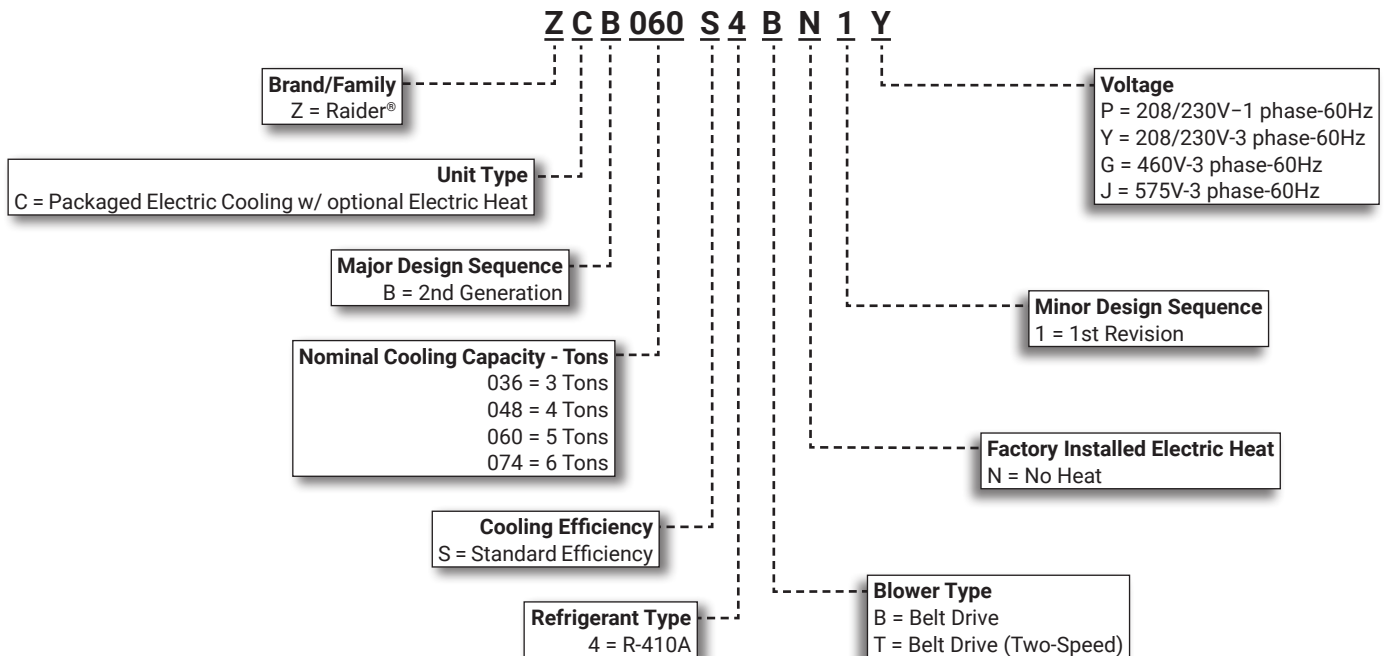 Z C B 060 S 4 B N 1 Y
Brand/Family
Z = Raider®
Unit Type
C = Packaged Electric Cooling w/ optional Electric Heat
Major Design Sequence
B = 2nd Generation
Nominal Cooling Capacity - Tons
036 = 3 Tons
048 = 4 Tons
060 = 5 Tons
074 = 6 Tons
Cooling Efficiency
S = Standard Efficiency
Refrigerant Type
4 = R-410A
Voltage
P = 208/230V−1 phase-60Hz
Y = 208/230V-3 phase-60Hz
G = 460V-3 phase-60Hz
J = 575V-3 phase-60Hz
Minor Design Sequence
1 = 1st Revision
Factory Installed Electric Heat
N = No Heat
Blower Type
B = Belt Drive
T = Belt Drive (Two-Speed)